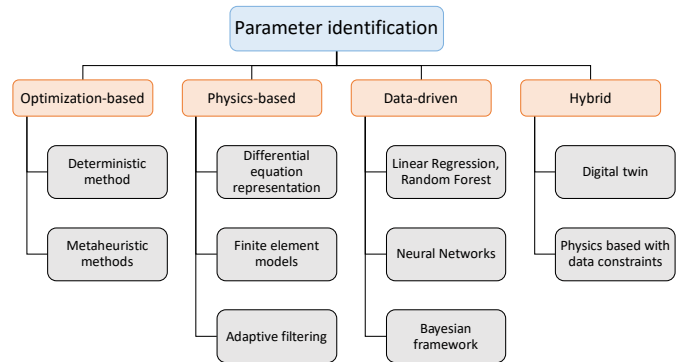 Parameter identification
Optimization-based
Physics-based
Data-driven
Hybrid
Deterministic
method
Differential
equation
representation
Linear Regression,
Random Forest
Digital twin
Metaheuristic
methods
Finite element
models
Neural Networks
Physics based with
data constraints
Adaptive filtering
Bayesian
framework